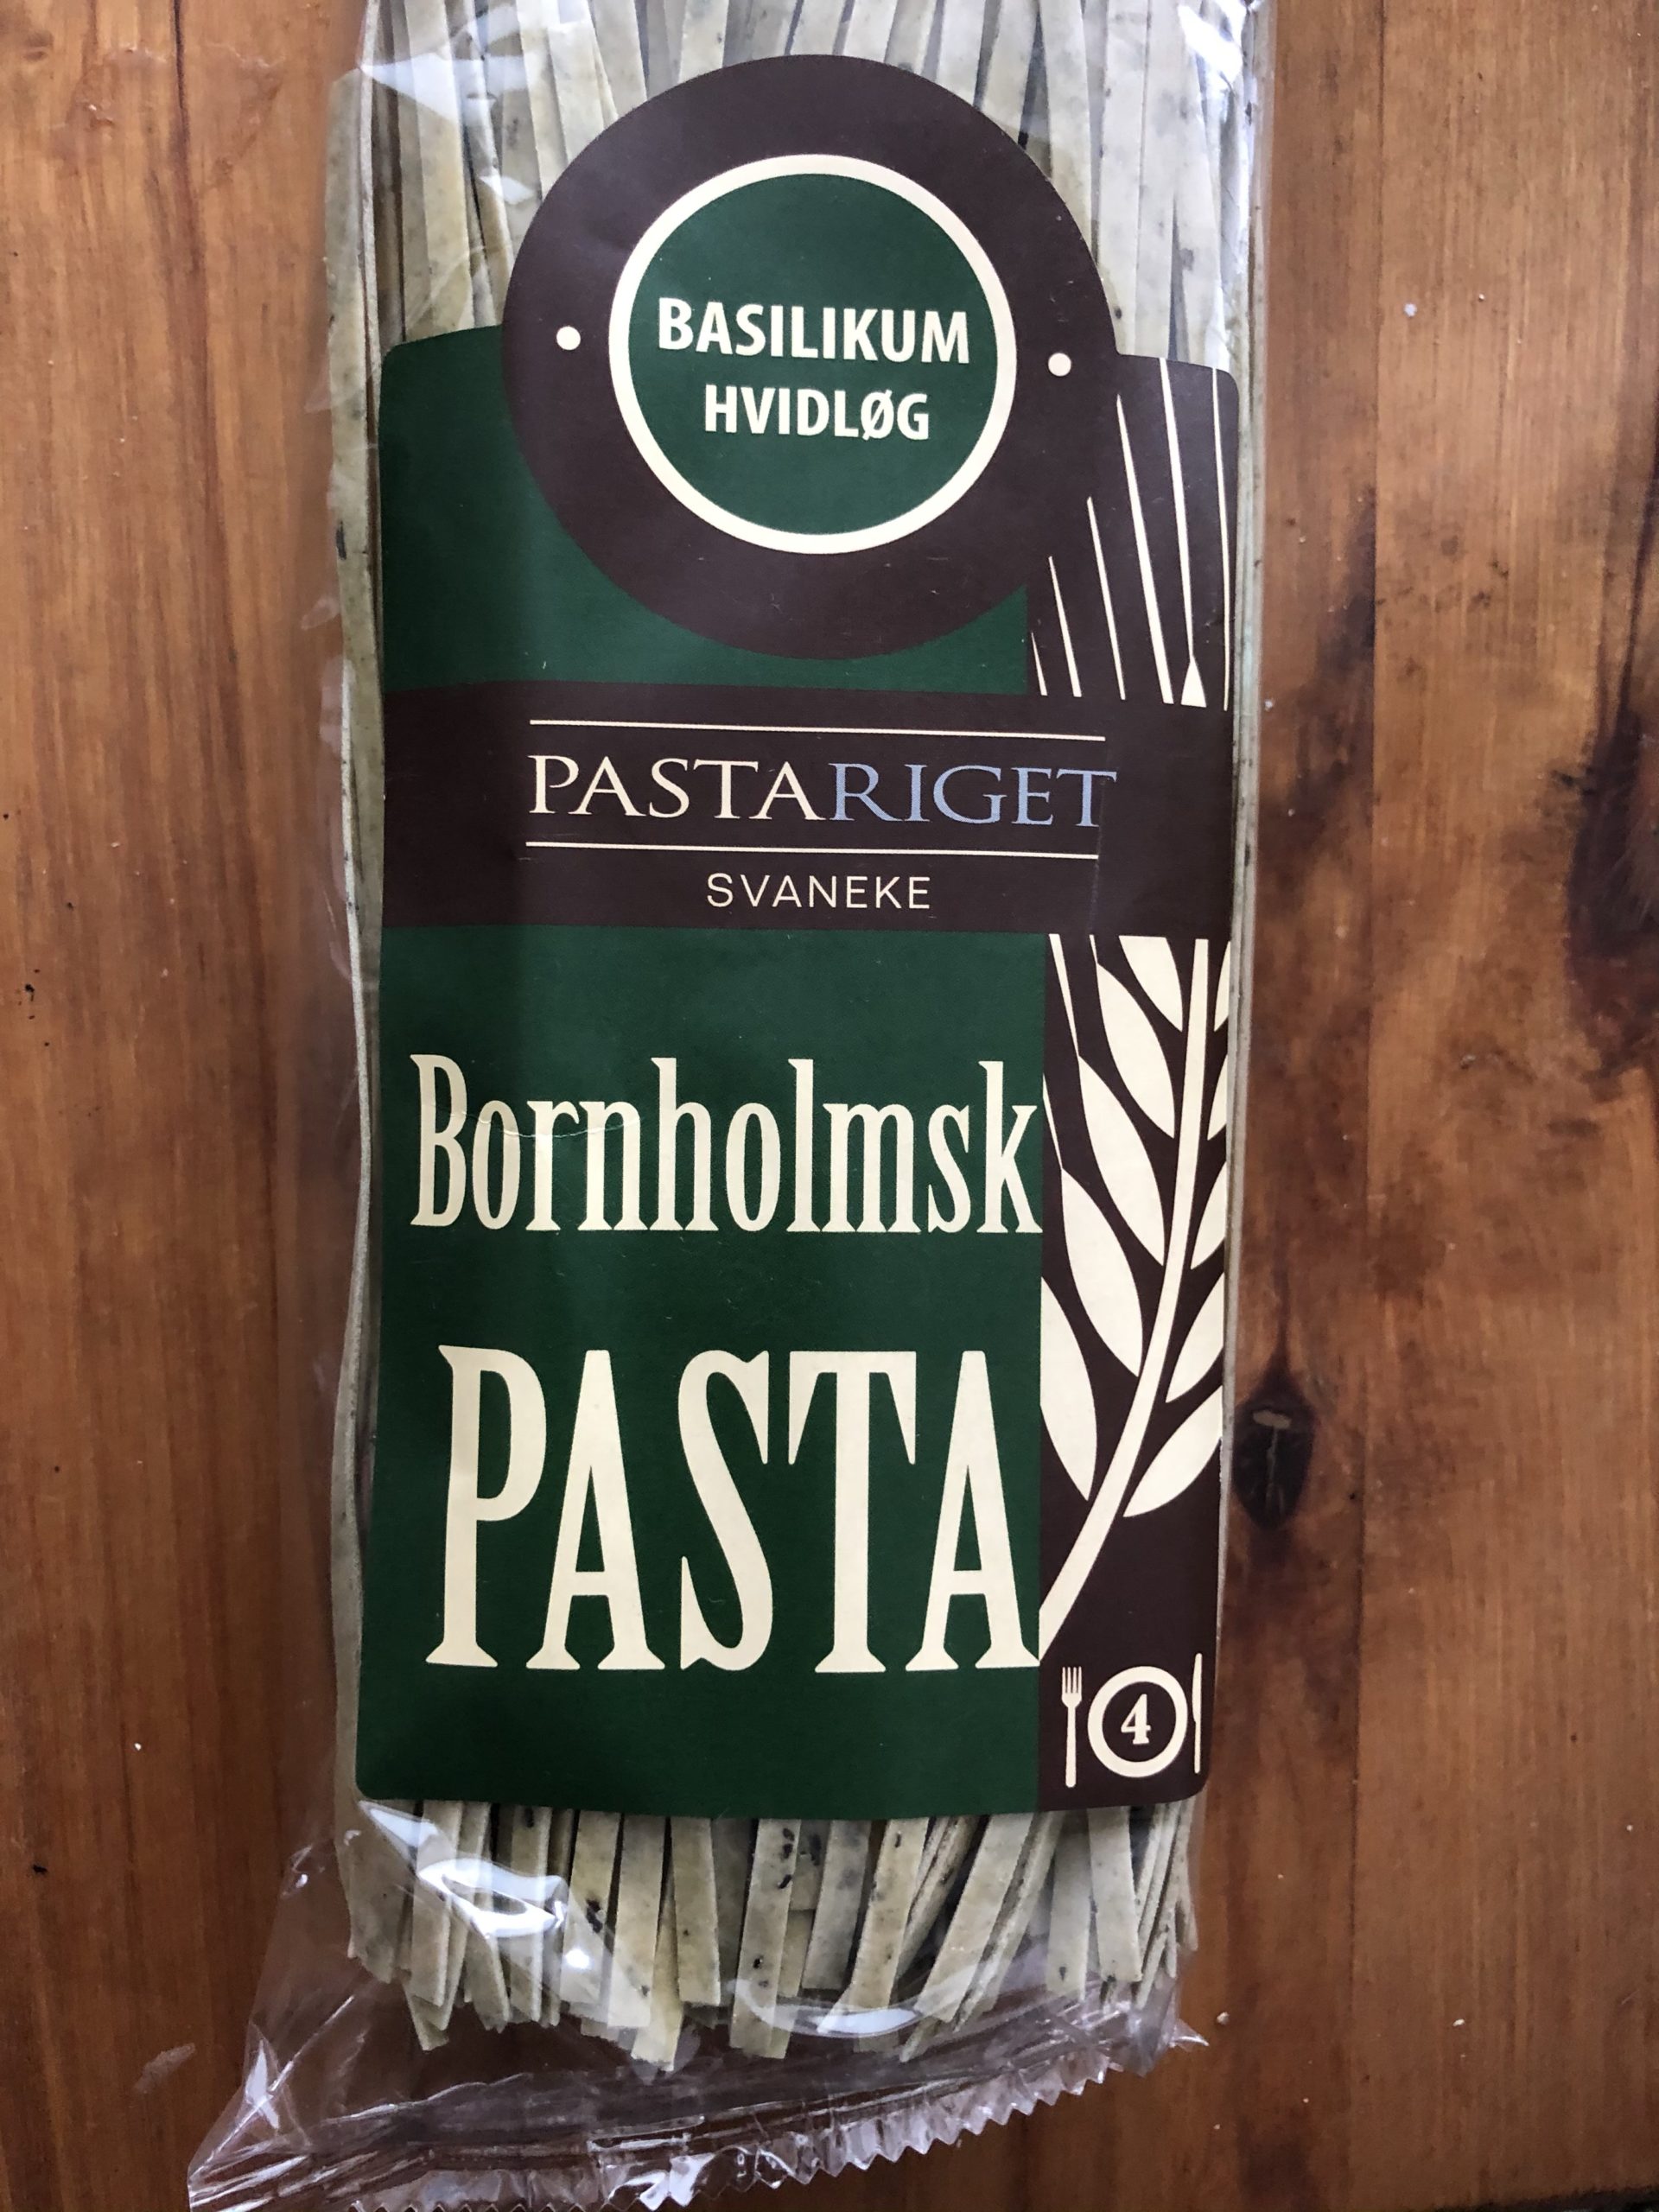 BASILIKUM
HVIDLØG
PASTARIGET
SVANEKE
Bornholmsk
PASTA
4